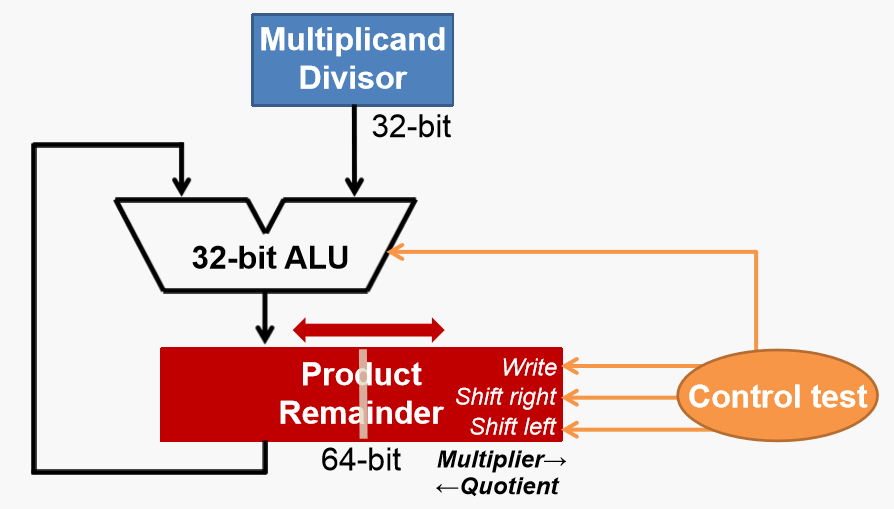 Multiplicand
Divisor
32-bit
32-bit ALU
Product
Remainder
Write
Shift right
Shift left
Control test
64-bit
Multiplier→
←Quotient